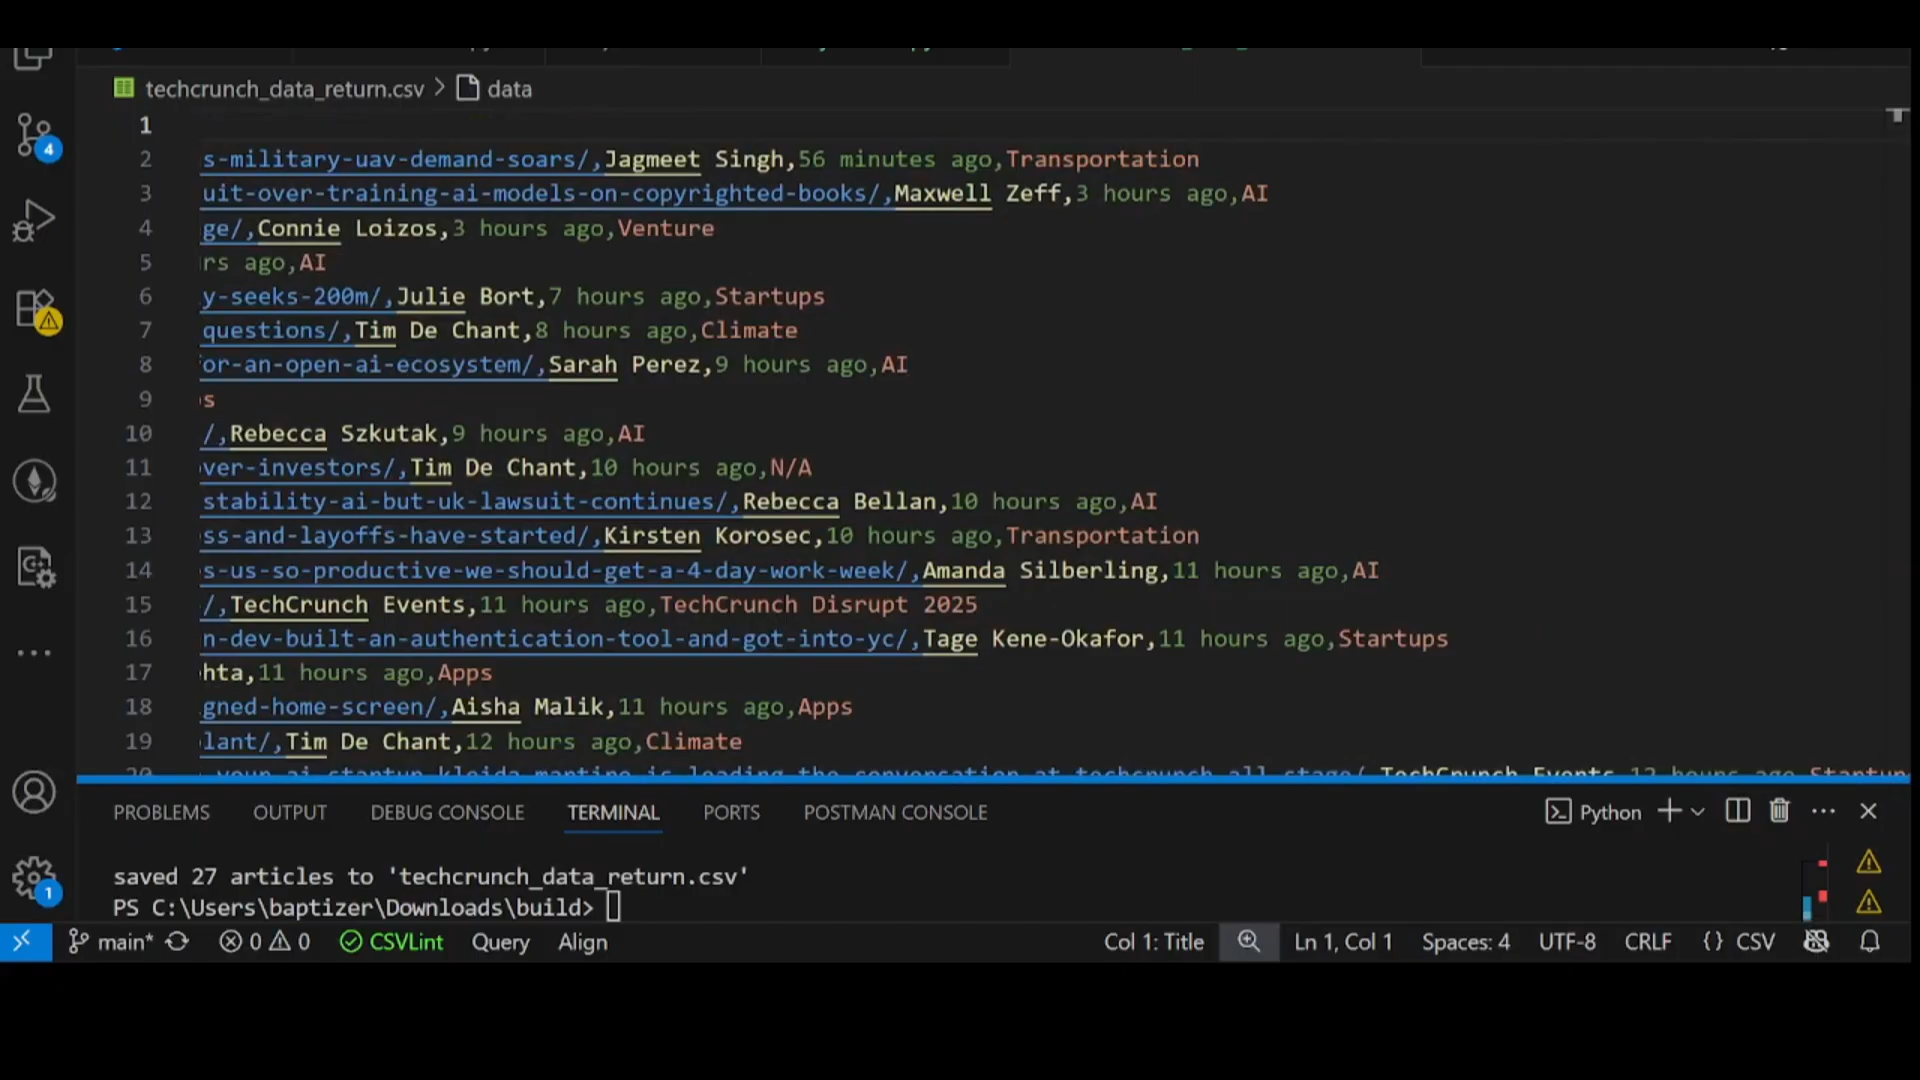 techcrunch_data_return.csv > data
1
2 s-military-uav-demand-soars/,Jagmeet Singh,56 minutes ago,Transportation
3 uit-over-training-ai-models-on-copyrighted-books/,Maxwell Zeff,3 hours ago,AI
4 ge/,Connie Loizos,3 hours ago,Venture
5 rs ago,AI
6 y-seeks-200m/,Julie Bort,7 hours ago,Startups
7 questions/,Tim De Chant,8 hours ago,Climate
8 or-an-open-ai-ecosystem/,Sarah Perez,9 hours ago,AI
9 s
10 /,Rebecca Szkutak,9 hours ago,AI
11 ver-investors/,Tim De Chant,10 hours ago,N/A
12 stability-ai-but-uk-lawsuit-continues/,Rebecca Bellan,10 hours ago,AI
13 ss-and-layoffs-have-started/,Kirsten Korosec,10 hours ago,Transportation
14 s-us-so-productive-we-should-get-a-4-day-work-week/,Amanda Silberling,11 hours ago,AI
15 /,TechCrunch Events,11 hours ago,TechCrunch Disrupt 2025
16 n-dev-built-an-authentication-tool-and-got-into-yc/,Tage Kene-Okafor,11 hours ago,Startups
17 hta,11 hours ago,Apps
18 gned-home-screen/,Aisha Malik,11 hours ago,Apps
19 lant/,Tim De Chant,12 hours ago,Climate
PROBLEMS OUTPUT DEBUG CONSOLE TERMINAL PORTS POSTMAN CONSOLE Python
saved 27 articles to 'techcrunch_data_return.csv'
PS C:\Users\baptizer\Downloads\build>
main* 0 0 CSVLint Query Align Col 1: Title Ln 1, Col 1 Spaces: 4 UTF-8 CRLF {} CSV
4
1